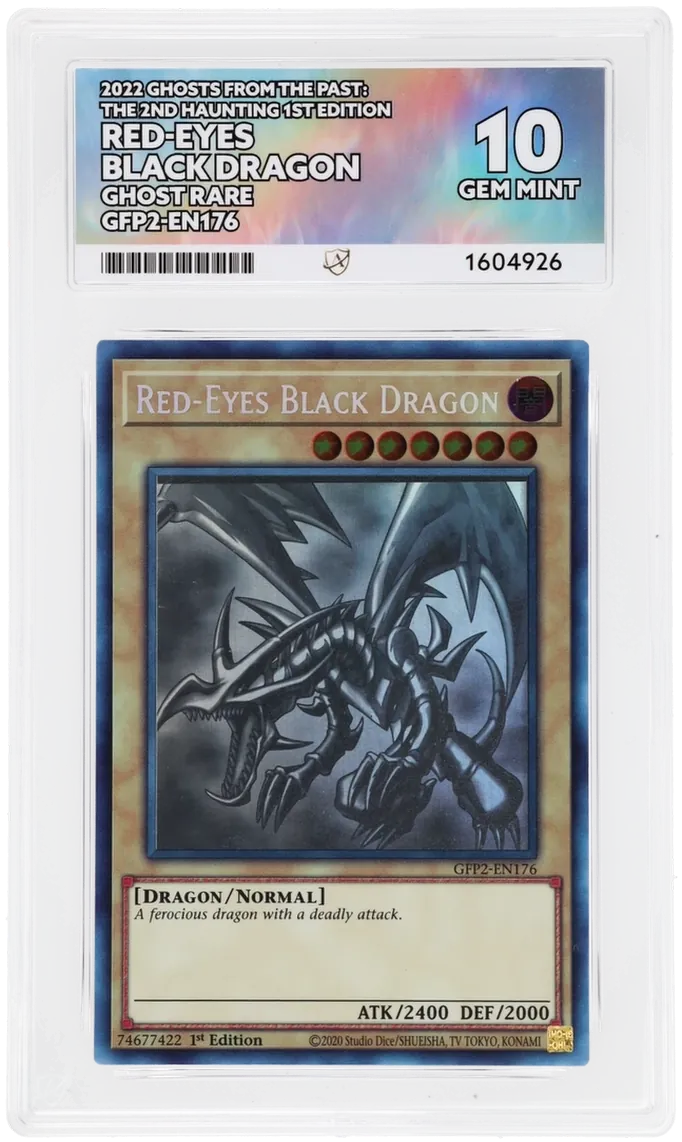 2022 GHOSTS FROM THE PAST:
THE 2ND HAUNTING 1ST EDITION
RED-EYES
BLACK DRAGON
GHOST RARE
GFP2-EN176
10
GEM MINT
1604926
RED-EYES BLACK DRAGON
GFP2-EN176
[DRAGON/NORMAL]
A ferocious dragon with a deadly attack.
ATK/2400 DEF/2000
74677422 1st Edition ©2020 Studio Dice/SHUEISHA, TV TOKYO, KONAMI